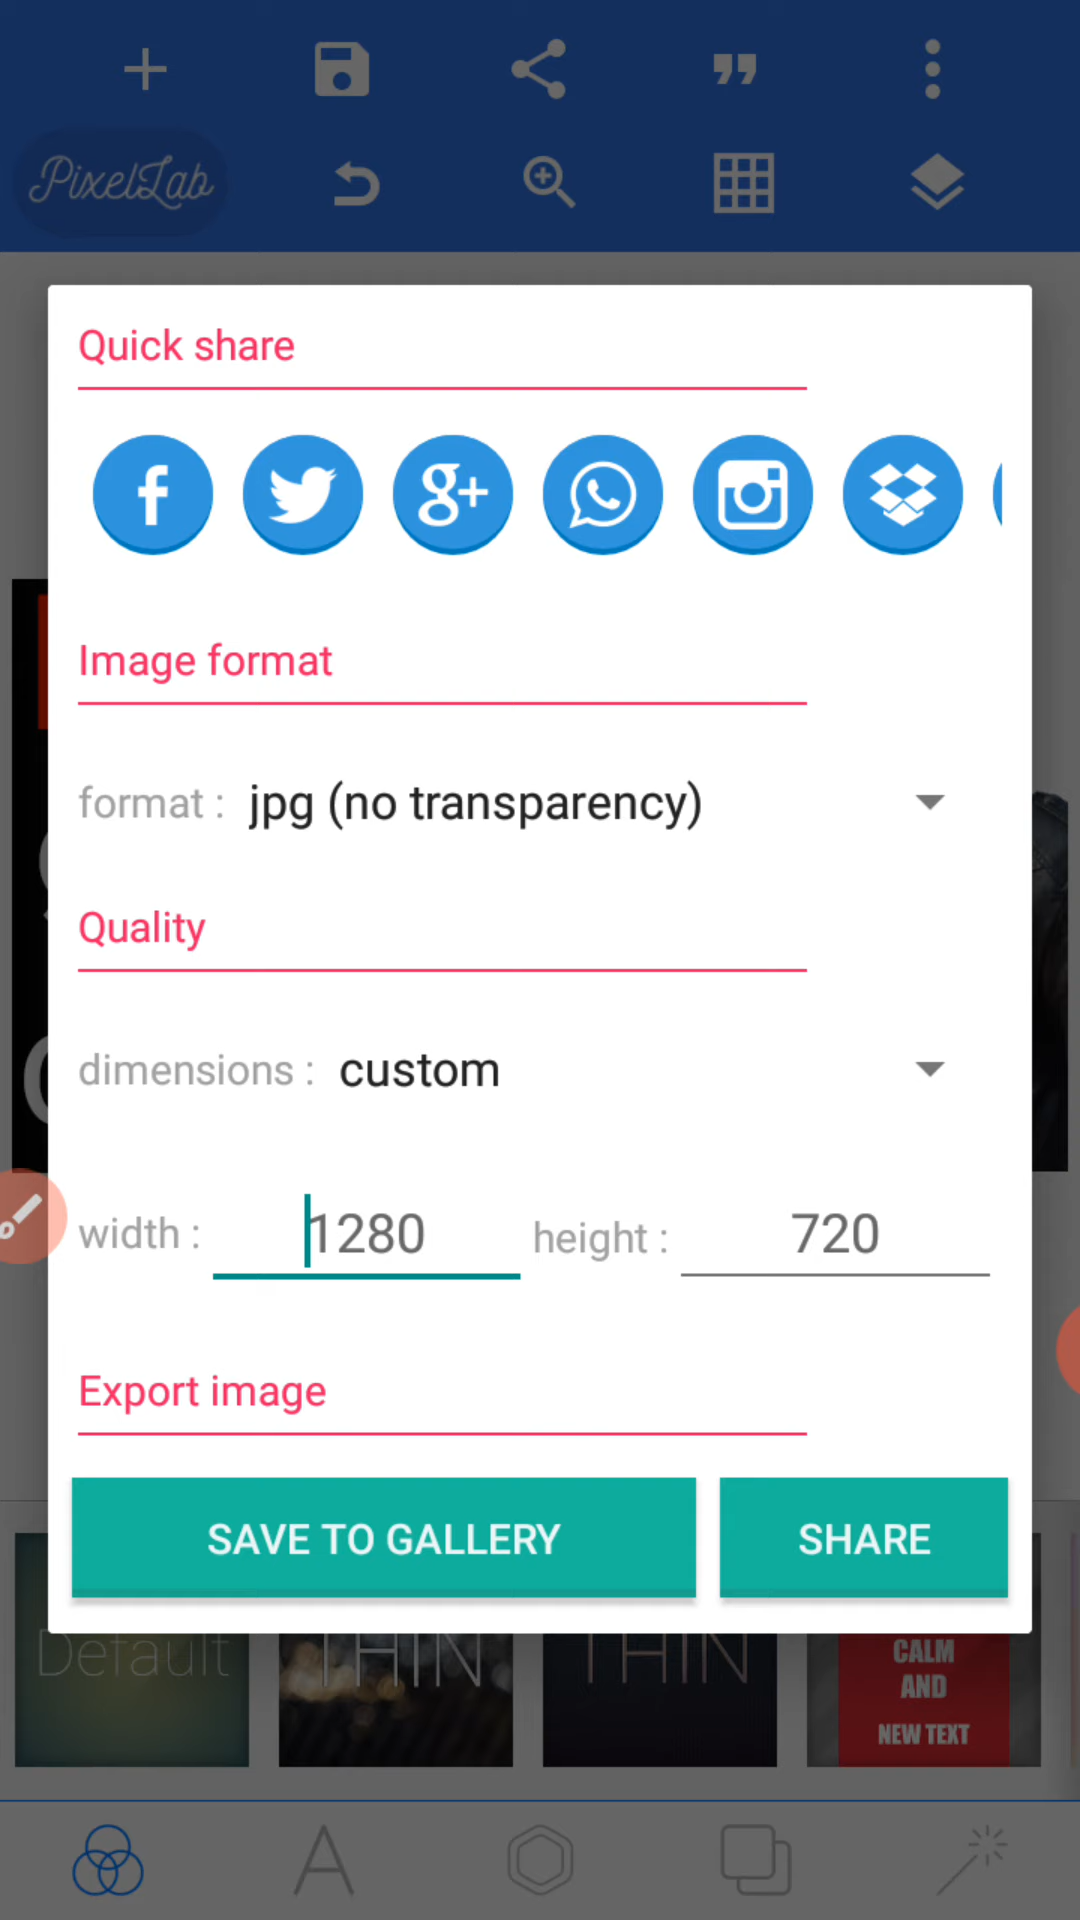 PixelLab
Quick share
Image format
format : jpg (no transparency)
Quality
dimensions : custom
width : 1280 height : 720
Export image
SAVE TO GALLERY SHARE
Default THIN THIN CALM
AND
NEW TEXT